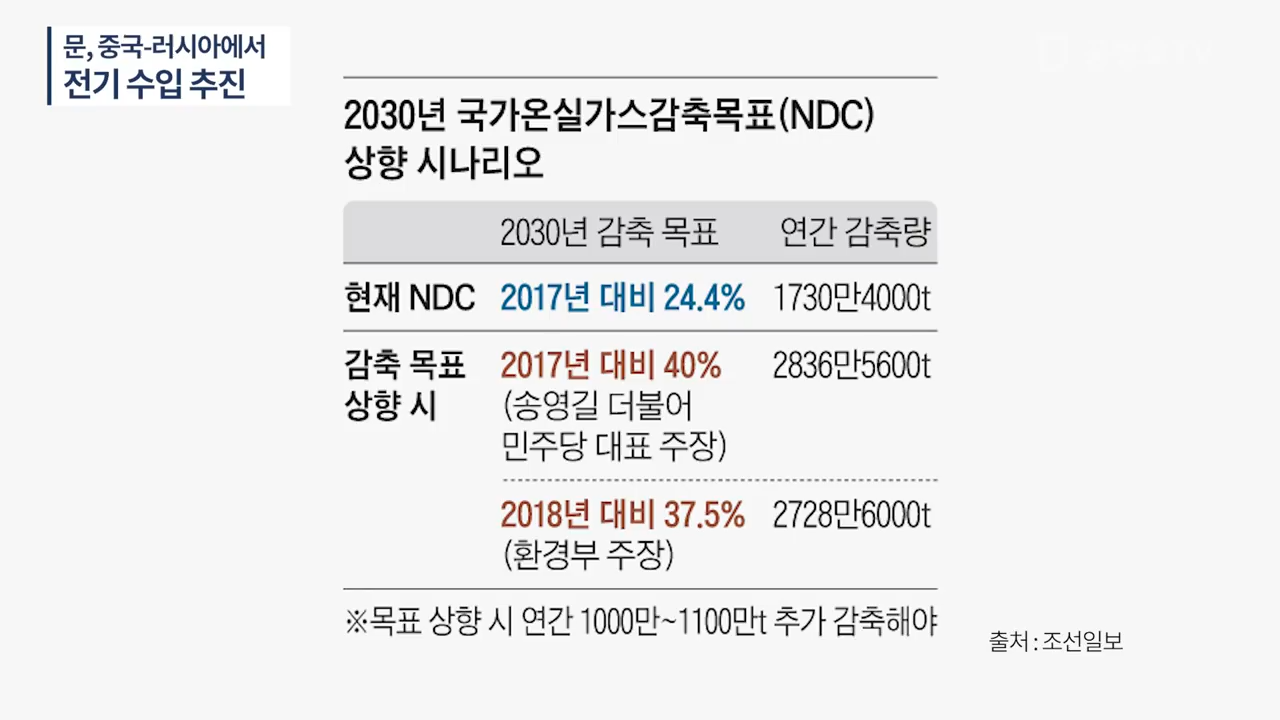 문, 중국-러시아에서
전기 수입 추진
2030년 국가온실가스감축목표(NDC)
상향 시나리오
2030년 감축 목표 연간 감축량
현재 NDC 2017년 대비 24.4% 1730만4000t
감축 목표 2017년 대비 40% 2836만5600t
상향 시 (송영길 더불어
민주당 대표 주장)
2018년 대비 37.5% 2728만6000t
(환경부 주장)
※목표 상향 시 연간 1000만~1100만t 추가 감축해야
출처 : 조선일보